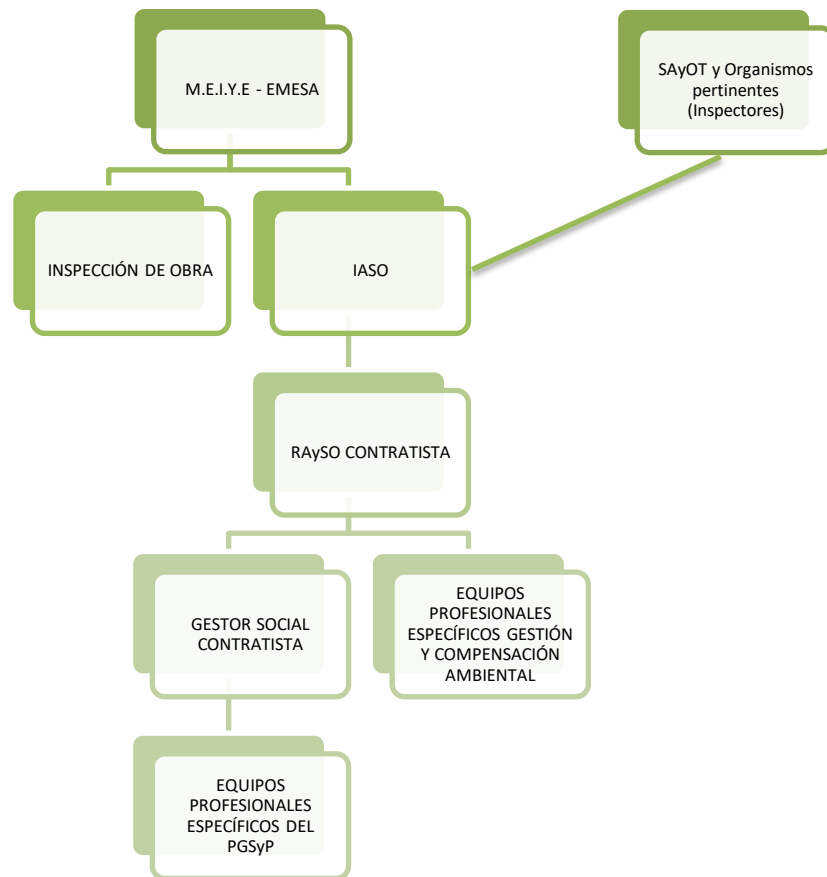 M.E.I.Y.E - EMESA
SAyOT y Organismos
pertinentes
(Inspectores)
INSPECCIÓN DE OBRA
IASO
RAySO CONTRATISTA
GESTOR SOCIAL
CONTRATISTA
EQUIPOS
PROFESIONALES
ESPECÍFICOS GESTIÓN
Y COMPENSACIÓN
AMBIENTAL
EQUIPOS
PROFESIONALES
ESPECÍFICOS DEL
PGSyP